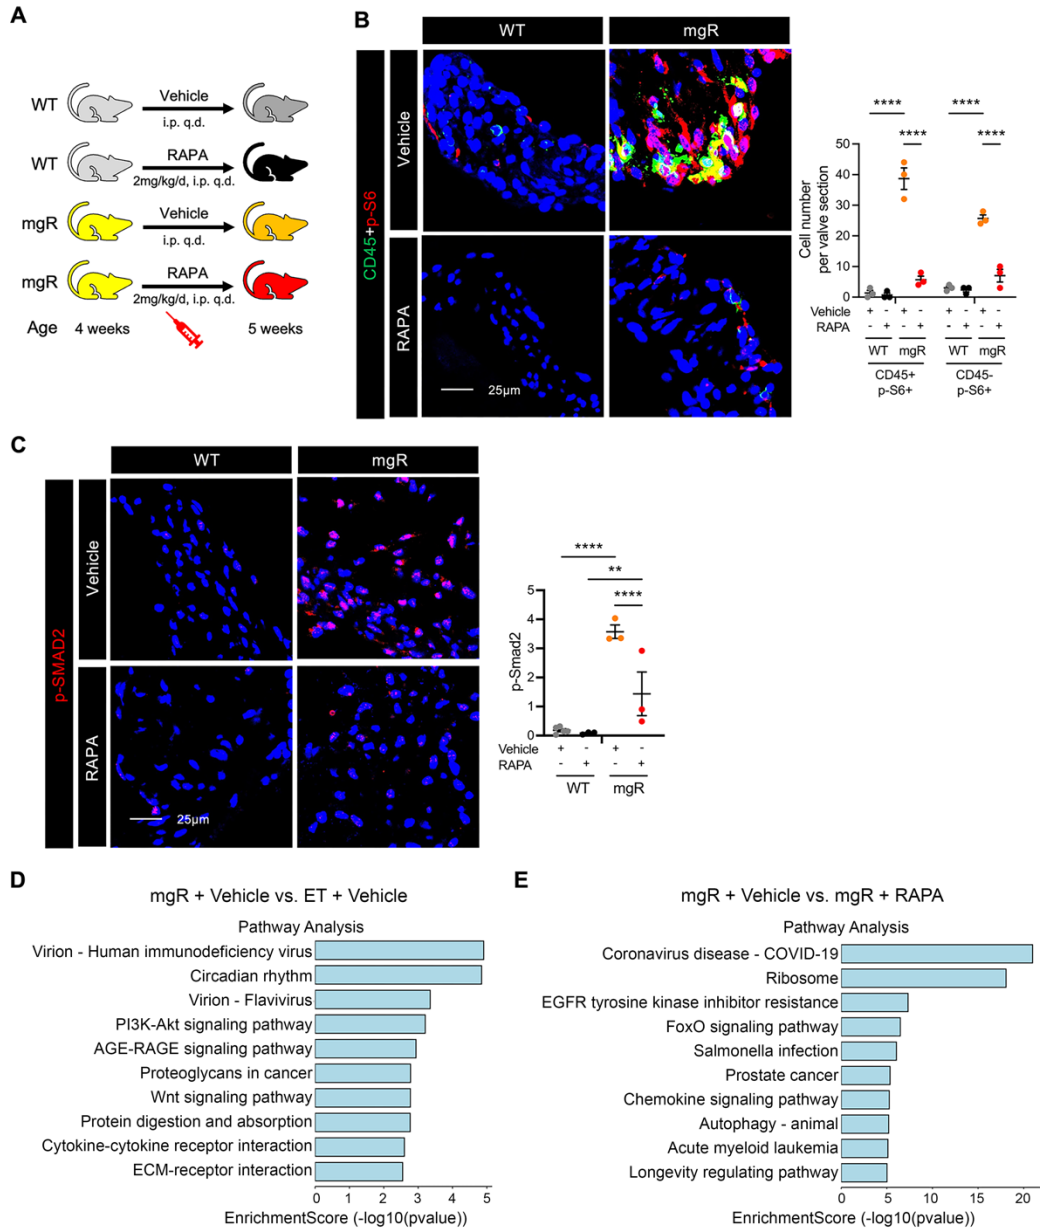 A
WT
Vehicle
i.p. q.d.
WT
RAPA
2mg/kg/d, i.p. q.d.
mgR
Vehicle
i.p. q.d.
mgR
RAPA
2mg/kg/d, i.p. q.d.
Age
4 weeks
5 weeks
B
WT
mgR
CD45+p-S6
Vehicle
RAPA
25µm
****
****
****
****
Cell number
per valve section
50
40
30
20
10
0
Vehicle + - + - + - + -
RAPA - + - + - + - +
WT mgR WT mgR
CD45+ CD45-
p-S6+ p-S6+
C
WT
mgR
p-SMAD2
Vehicle
RAPA
25µm
****
**
****
p-Smad2
5
4
3
2
1
0
Vehicle + - + -
RAPA - + - +
WT mgR
D
mgR + Vehicle vs. ET + Vehicle
Pathway Analysis
Virion - Human immunodeficiency virus
Circadian rhythm
Virion - Flavivirus
PI3K-Akt signaling pathway
AGE-RAGE signaling pathway
Proteoglycans in cancer
Wnt signaling pathway
Protein digestion and absorption
Cytokine-cytokine receptor interaction
ECM-receptor interaction
0 1 2 3 4 5
EnrichmentScore (-log10(pvalue))
E
mgR + Vehicle vs. mgR + RAPA
Pathway Analysis
Coronavirus disease - COVID-19
Ribosome
EGFR tyrosine kinase inhibitor resistance
FoxO signaling pathway
Salmonella infection
Prostate cancer
Chemokine signaling pathway
Autophagy - animal
Acute myeloid leukemia
Longevity regulating pathway
0 5 10 15 20
EnrichmentScore (-log10(pvalue))